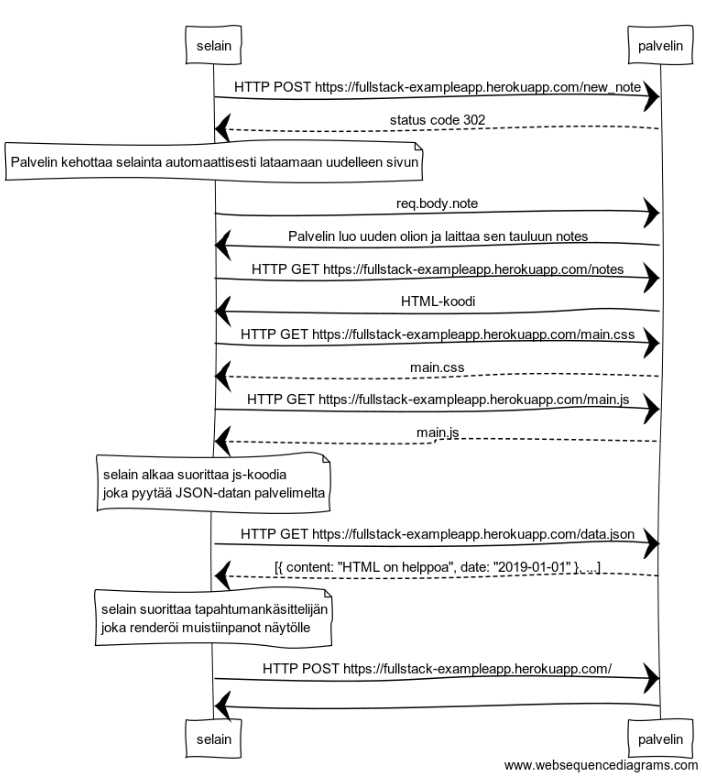 selain palvelin
HTTP POST https://fullstack-exampleapp.herokuapp.com/new_note
status code 302
Palvelin kehottaa selainta automaattisesti lataamaan uudelleen sivun
req.body.note
Palvelin luo uuden olion ja laittaa sen tauluun notes
HTTP GET https://fullstack-exampleapp.herokuapp.com/notes
HTML-koodi
HTTP GET https://fullstack-exampleapp.herokuapp.com/main.css
main.css
HTTP GET https://fullstack-exampleapp.herokuapp.com/main.js
main.js
selain alkaa suorittaa js-koodia
joka pyytää JSON-datan palvelimelta
HTTP GET https://fullstack-exampleapp.herokuapp.com/data.json
[{ content: "HTML on helppoa", date: "2019-01-01" }, ...]
selain suorittaa tapahtumankäsittelijän
joka renderöi muistiinpanot näytölle
HTTP POST https://fullstack-exampleapp.herokuapp.com/
selain palvelin
www.websequencediagrams.com